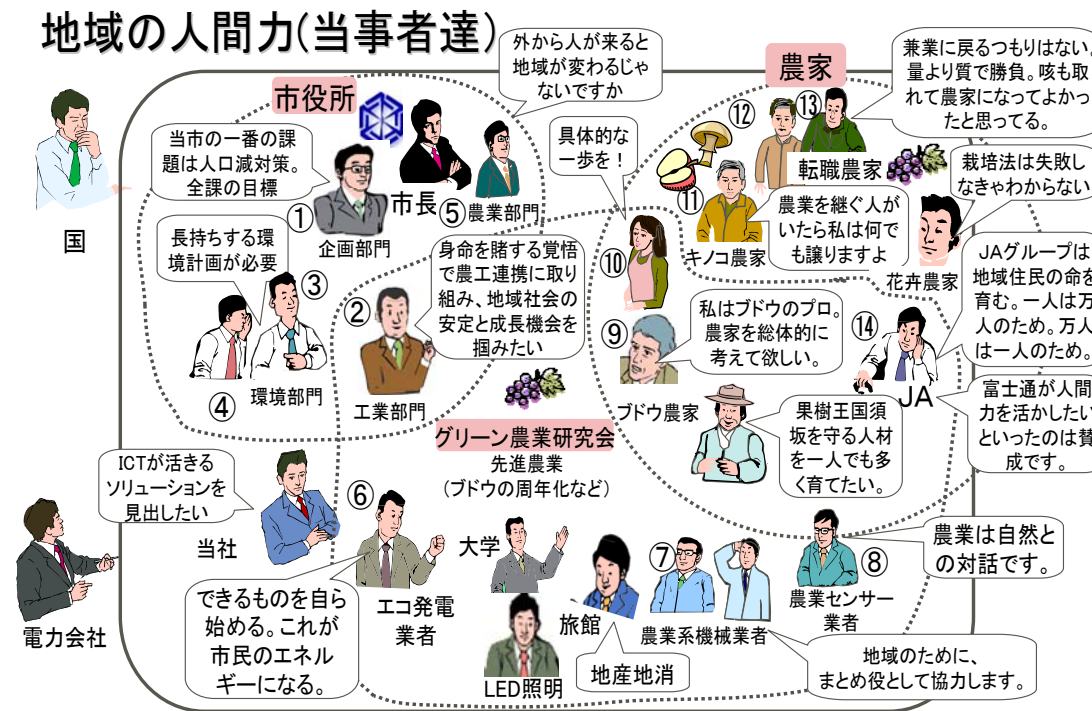 地域の人間力(当事者達)
外から人が来ると
地域が変わるじゃ
ないですか
農家
兼業に戻るつもりはない。
量より質で勝負。咳も取
れて農家になってよかっ
たと思ってる。
市役所
当市の一番の課
題は人口減対策。
全課の目標
具体的な
一歩を！
⑫
⑬
転職農家
栽培法は失敗し
なきゃわからない
国
①
市長
⑤
農業部門
企画部門
⑪
キノコ農家
農業を継ぐ人が
いたら私は何で
も譲りますよ
花卉農家
長持ちする環
境計画が必要
③
④
環境部門
②
工業部門
身命を賭する覚悟
で農工連携に取り
組み、地域社会の
安定と成長機会を
掴みたい
⑩
⑨
私はブドウのプロ。
農家を総体的に
考えて欲しい。
ブドウ農家
⑭
JA
JAグループは
地域住民の命を
育む。一人は万
人のため。万人
は一人のため。
富士通が人間
力を活かしたい
といったのは賛
成です。
果樹王国須
坂を守る人材
を一人でも多
く育てたい。
グリーン農業研究会
先進農業
（ブドウの周年化など）
ICTが活きる
ソリューションを
見出したい
当社
⑥
エコ発電
業者
大学
⑦
農業系機械業者
⑧
農業センサー
業者
農業は自然と
の対話です。
電力会社
できるものを自ら
始める。これが
市民のエネル
ギーになる。
LED照明
旅館
地産地消
地域のために、
まとめ役として協力します。